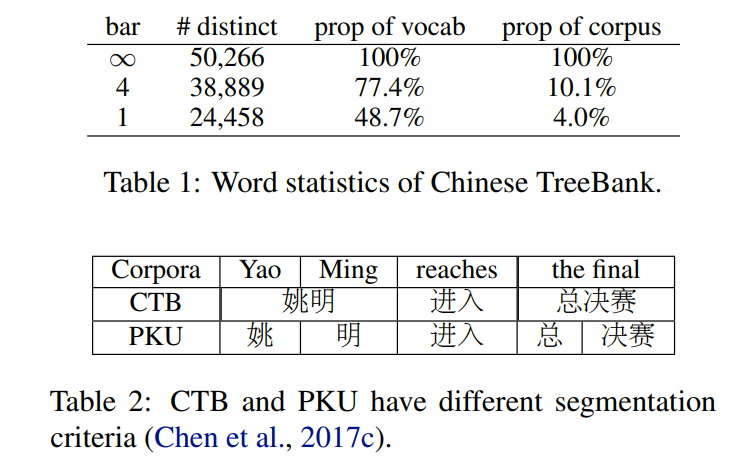 bar # distinct prop of vocab prop of corpus
∞ 50,266 100% 100%
4 38,889 77.4% 10.1%
1 24,458 48.7% 4.0%
Table 1: Word statistics of Chinese TreeBank.
Corpora Yao Ming reaches the final
CTB 姚明 进入 总决赛
PKU 姚 明 进入 总 决赛
Table 2: CTB and PKU have different segmentation
criteria (Chen et al., 2017c).